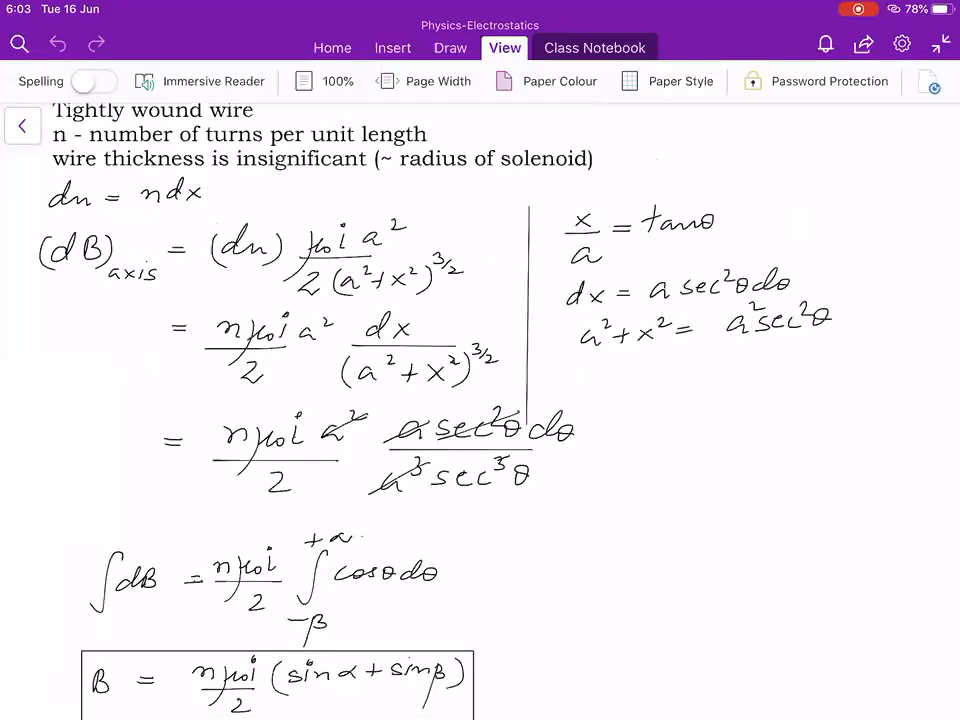 6:03 Tue 16 Jun
78%
Physics-Electrostatics
Home Insert Draw View Class Notebook
Spelling Immersive Reader 100% Page Width Paper Colour Paper Style Password Protection
Tightly wound wire
n - number of turns per unit length
wire thickness is insignificant (~ radius of solenoid)
dn = ndx
(dB)axis = (dn) μ₀i a² / 2(a²+x²)^3/2
= nμ₀i a² / 2 dx / (a²+x²)^3/2
= nμ₀i a² / 2 a sec²θ dθ / a³ sec³θ
x/a = tanθ
dx = a sec²θdθ
a²+x² = a²sec²θ
∫dB = nμ₀i / 2 ∫_-β^+α cosθdθ
B = nμ₀i / 2 (sinα + sinβ)